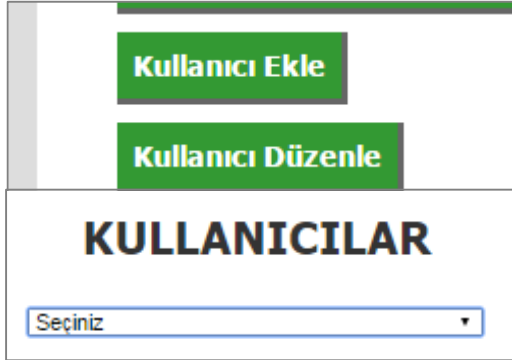 Kullanıcı Ekle
Kullanıcı Düzenle
KULLANICILAR
Seçiniz